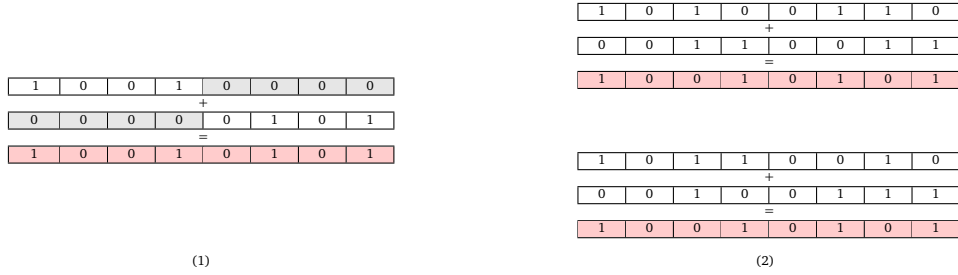 1 0 0 1 0 0 0 0
+
0 0 0 0 0 1 0 1
=
1 0 0 1 0 1 0 1
(1)
1 0 1 0 0 1 1 0
+
0 0 1 1 0 0 1 1
=
1 0 0 1 0 1 0 1
1 0 1 1 0 0 1 0
+
0 0 1 0 0 1 1 1
=
1 0 0 1 0 1 0 1
(2)